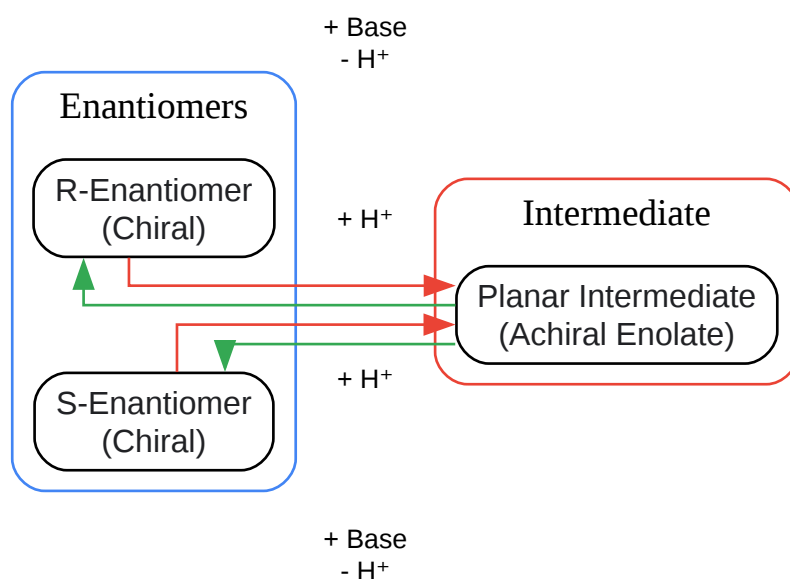 + Base
- H⁺
Enantiomers
R-Enantiomer
(Chiral)
+ H⁺
Intermediate
Planar Intermediate
(Achiral Enolate)
+ H⁺
S-Enantiomer
(Chiral)
+ Base
- H⁺